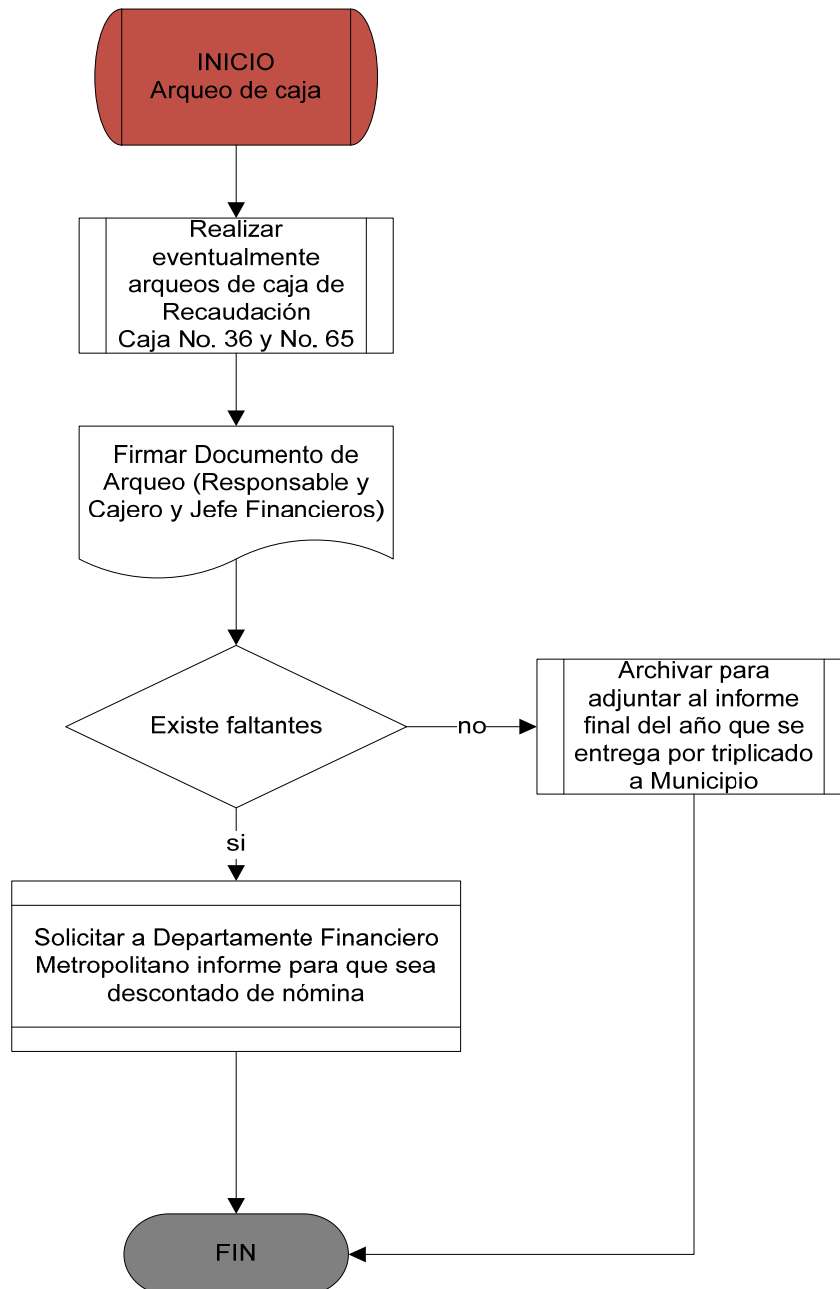 INICIO
Arqueo de caja
Realizar
eventualmente
arqueos de caja de
Recaudación
Caja No. 36 y No. 65
Firmar Documento de
Arqueo (Responsable y
Cajero y Jefe Financieros)
Existe faltantes
no
Archivar para
adjuntar al informe
final del año que se
entrega por triplicado
a Municipio
si
Solicitar a Departamente Financiero
Metropolitano informe para que sea
descontado de nómina
FIN